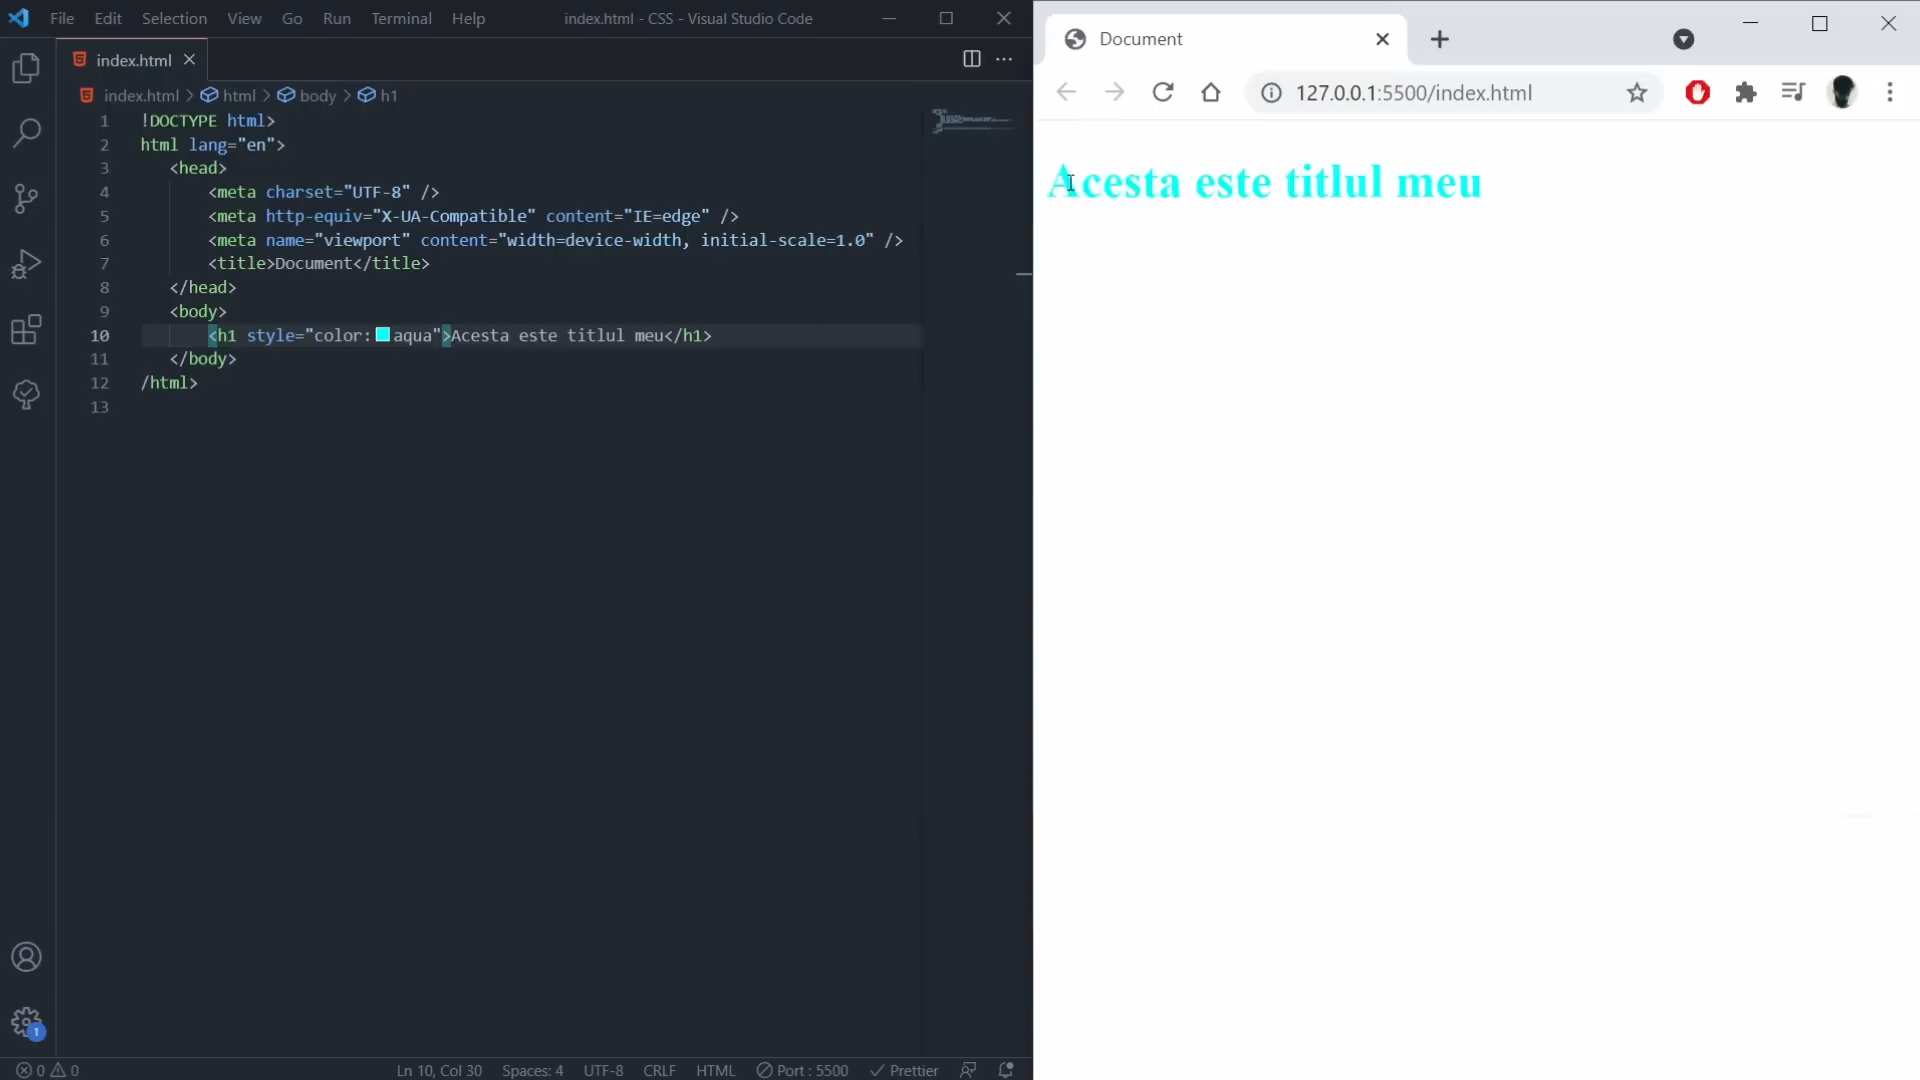 File Edit Selection View Go Run Terminal Help index.html - CSS - Visual Studio Code
index.html
index.html > html > body > h1
1 !DOCTYPE html>
2 html lang="en">
3 <head>
4 <meta charset="UTF-8" />
5 <meta http-equiv="X-UA-Compatible" content="IE=edge" />
6 <meta name="viewport" content="width=device-width, initial-scale=1.0" />
7 <title>Document</title>
8 </head>
9 <body>
10 <h1 style="color:aqua">Acesta este titlul meu</h1>
11 </body>
12 /html>
13
1
0 0 Ln 10, Col 30 Spaces: 4 UTF-8 CRLF HTML Port : 5500 Prettier
Document
127.0.0.1:5500/index.html
Acesta este titlul meu